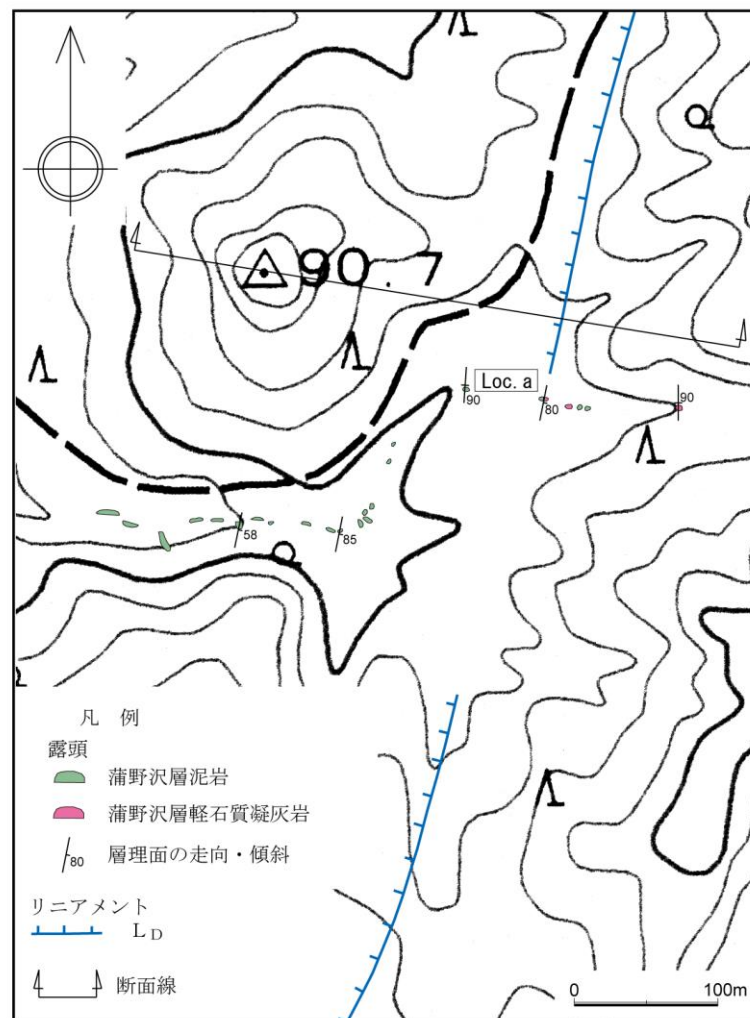 90.7
Loc. a
90
80
90
58
85
凡 例
露頭
蒲野沢層泥岩
蒲野沢層軽石質凝灰岩
80 層理面の走向・傾斜
リニアメント
LD
断面線
0 100m